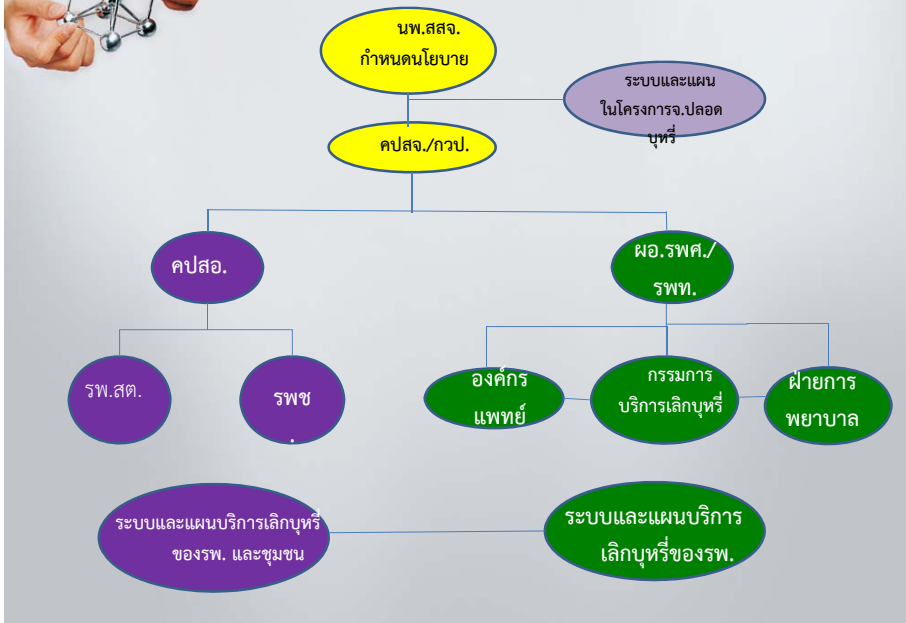 นพ.สสจ.
กำหนดนโยบาย
ระบบและแผน
ในโครงการจ.ปลอด
บุหรี่
คปสจ./กวป.
คปสอ.
ผอ.รพศ./
รพท.
รพ.สต.
รพช
.
องค์กร
แพทย์
กรรมการ
บริการเลิกบุหรี่
ฝ่ายการ
พยาบาล
ระบบและแผนบริการเลิกบุหรี่
ของรพ. และชุมชน
ระบบและแผนบริการ
เลิกบุหรี่ของรพ.